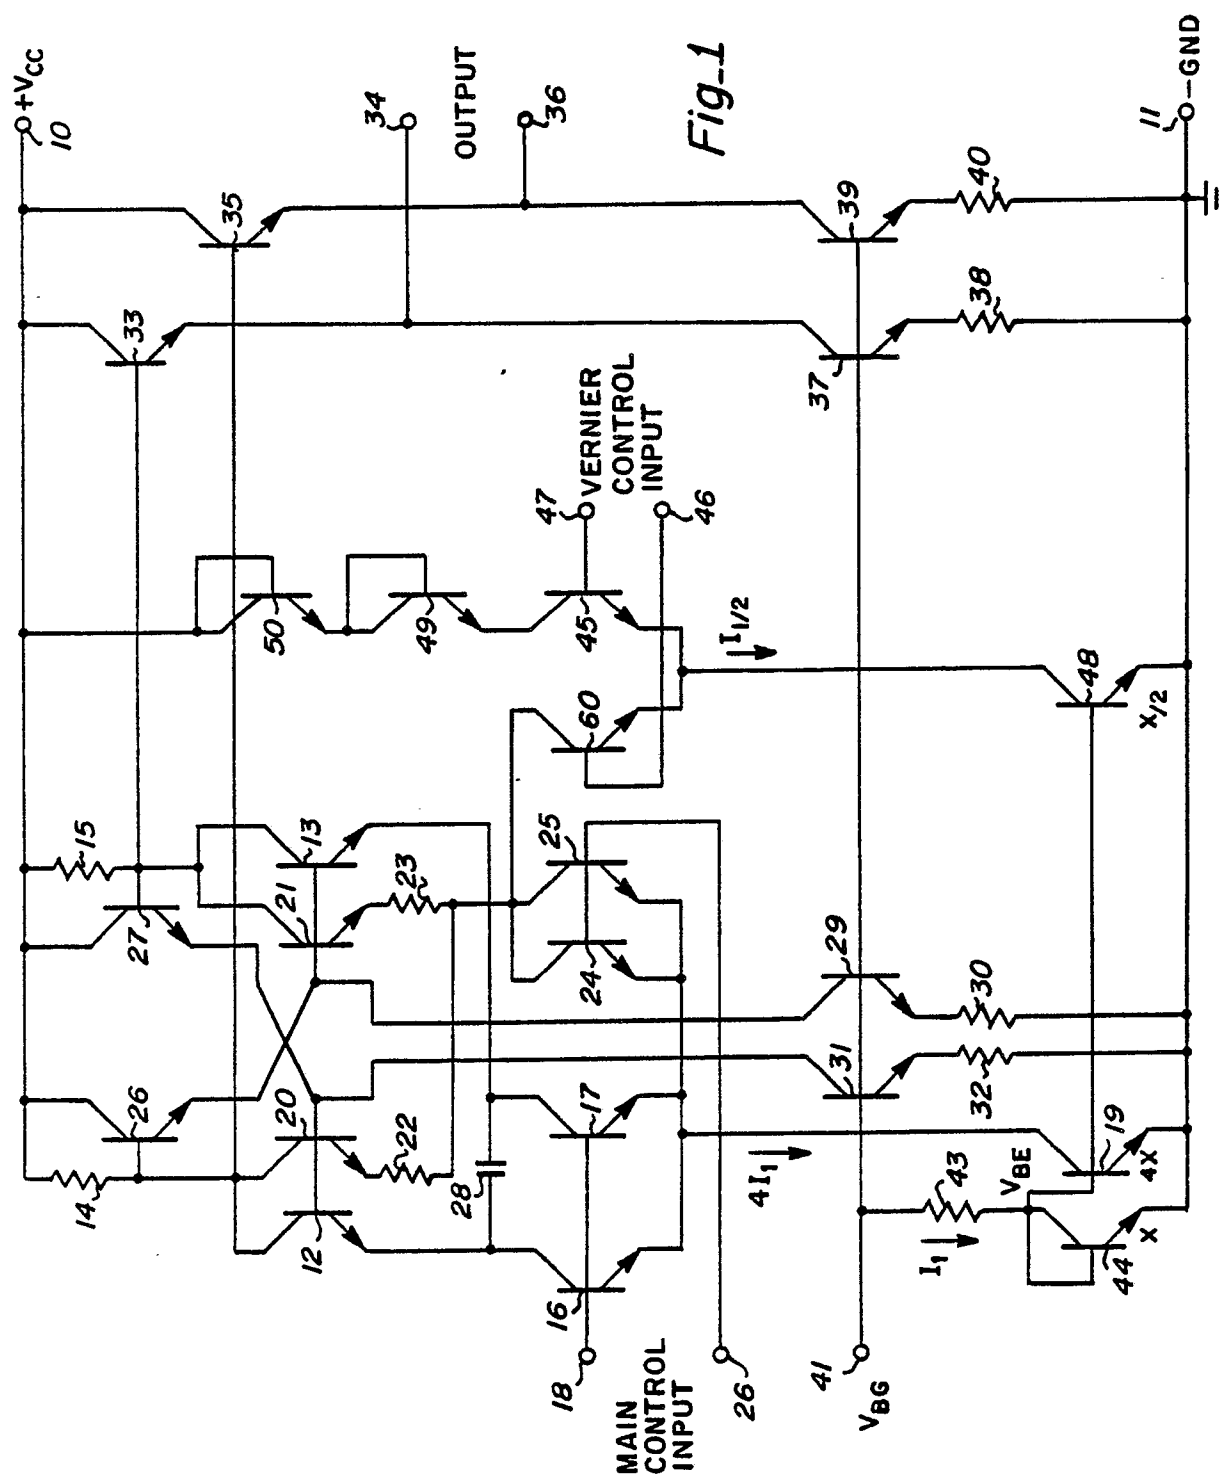 +VCC
10
35
33
34
OUTPUT
36
Fig_1
15
27
26
14
50
49
47
VERNIER
CONTROL
INPUT
46
45
60
I1/2
13
21
23
20
22
12
28
25
24
17
16
18
MAIN
CONTROL
INPUT
26
4I1
39
37
40
38
29
31
30
32
41
VBG
43
I1
VBE
44
X
19
4X
48
X/2
11
-GND